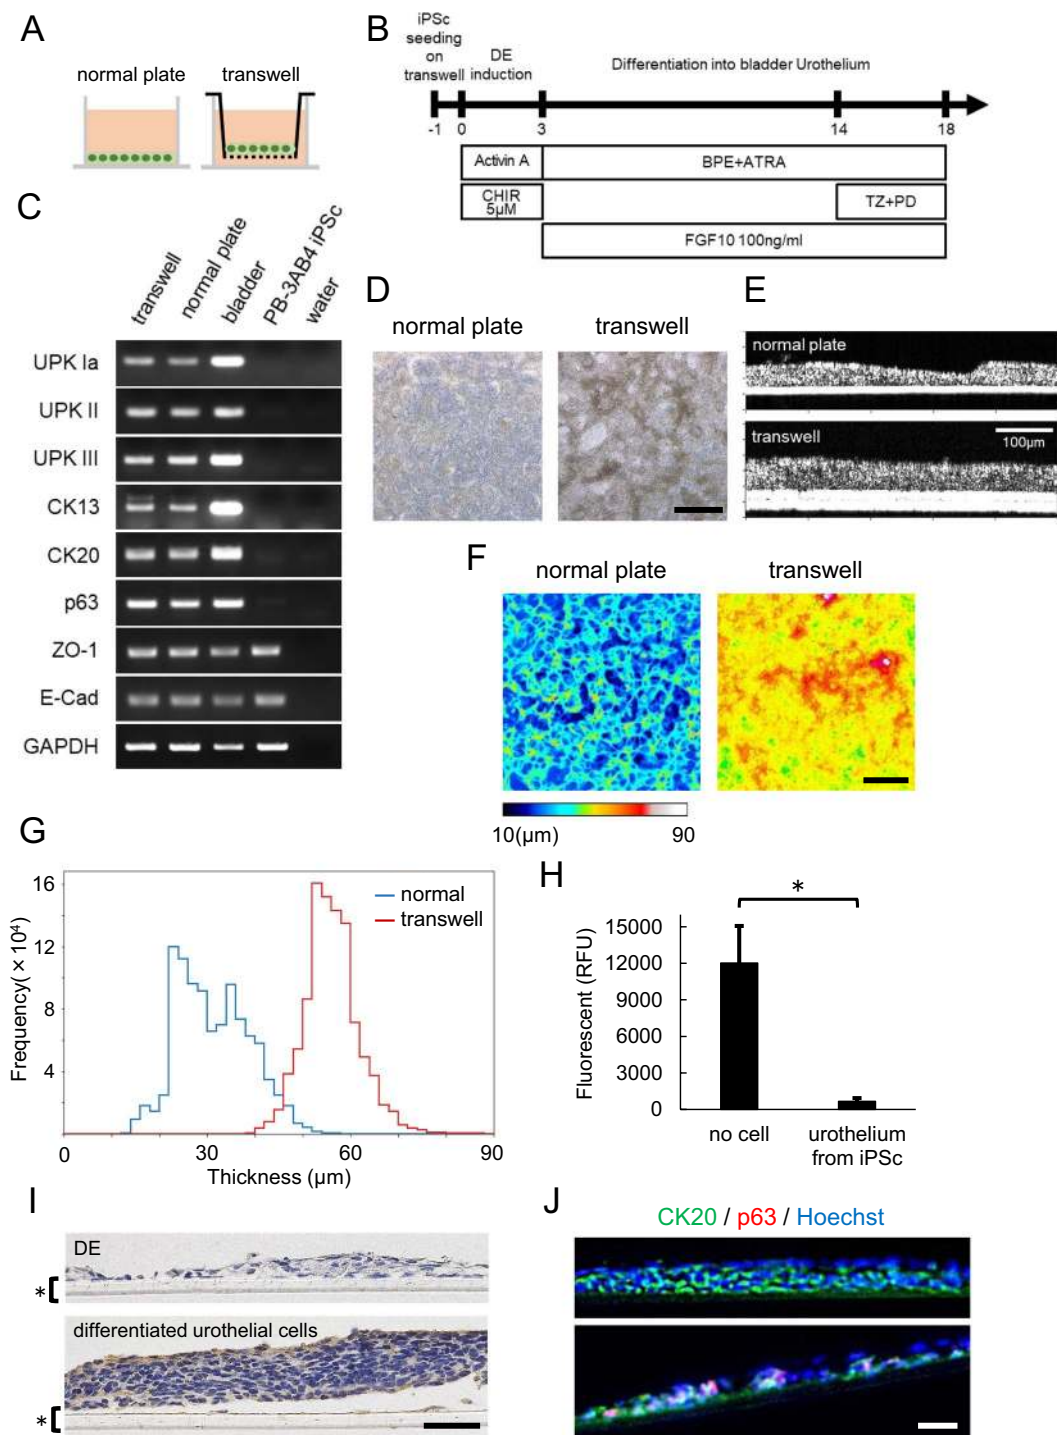 A
normal plate
transwell
B
iPSc
seeding
on
transwell
DE
induction
Differentiation into bladder Urothelium
-1
0
3
14
18
Activin A
BPE+ATRA
CHIR
5μM
TZ+PD
FGF10 100ng/ml
C
transwell
normal plate
bladder
PB-3AB4 iPSc
water
UPK Ia
UPK II
UPK III
CK13
CK20
p63
ZO-1
E-Cad
GAPDH
D
normal plate
transwell
E
normal plate
transwell
100μm
F
normal plate
transwell
10(μm)
90
G
Frequency(×10⁴)
16
12
8
4
normal
transwell
0
30
60
90
Thickness (μm)
H
*
Fluorescent (RFU)
15000
12000
9000
6000
3000
0
no cell
urothelium
from iPSc
I
DE
*
differentiated urothelial cells
*
J
CK20 / p63 / Hoechst